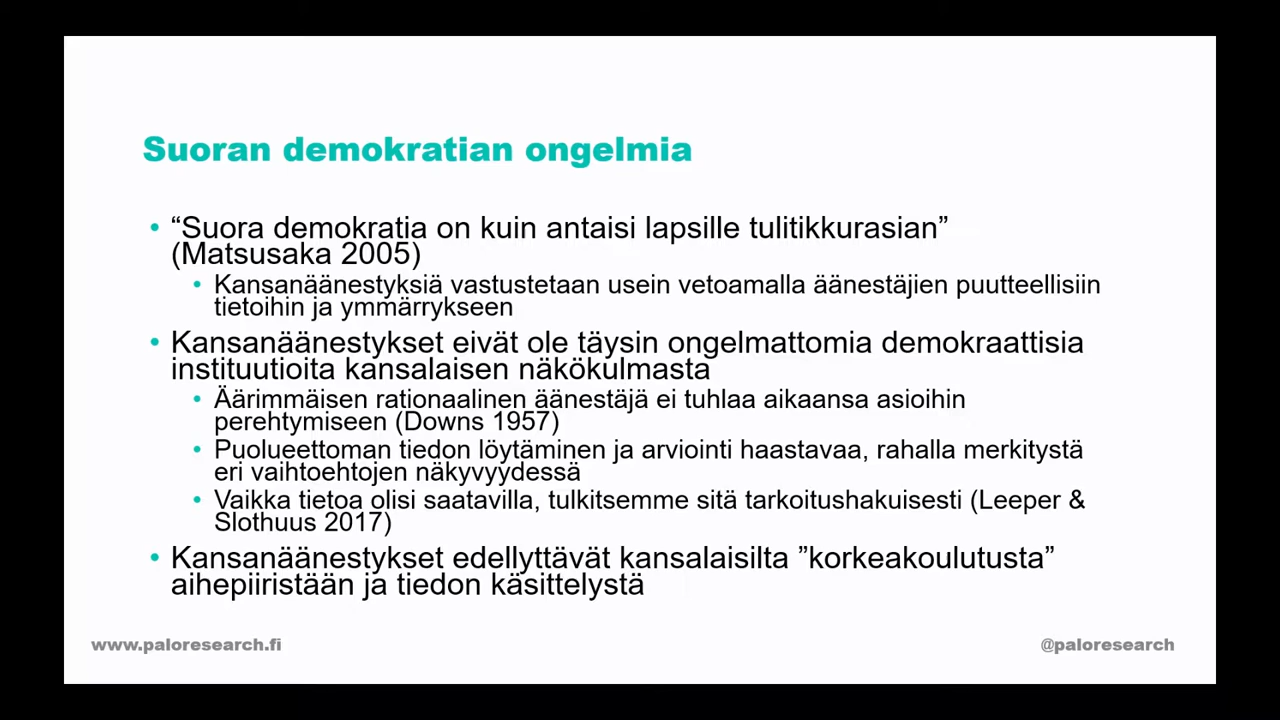 Suoran demokratian ongelmia
• “Suora demokratia on kuin antaisi lapsille tulitikkurasian”
(Matsusaka 2005)
• Kansanäänestyksiä vastustetaan usein vetoamalla äänestäjien puutteellisiin
tietoihin ja ymmärrykseen
• Kansanäänestykset eivät ole täysin ongelmattomia demokraattisia
instituutioita kansalaisen näkökulmasta
• Äärimmäisen rationaalinen äänestäjä ei tuhlaa aikaansa asioihin
perehtymiseen (Downs 1957)
• Puolueettoman tiedon löytäminen ja arviointi haastavaa, rahalla merkitystä
eri vaihtoehtojen näkyvyydessä
• Vaikka tietoa olisi saatavilla, tulkitsemme sitä tarkoitushakuisesti (Leeper &
Slothuus 2017)
• Kansanäänestykset edellyttävät kansalaisilta ”korkeakoulutusta”
aihepiiristään ja tiedon käsittelystä
www.paloresearch.fi
@paloresearch